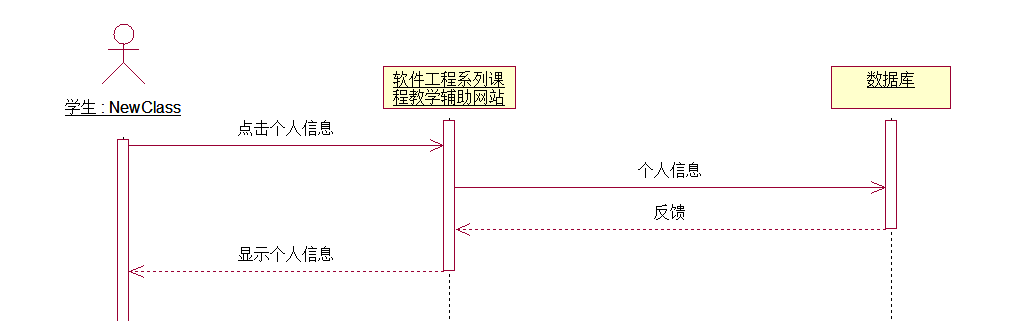 软件工程系列课
程教学辅助网站
数据库
学生 : NewClass
点击个人信息
个人信息
反馈
显示个人信息